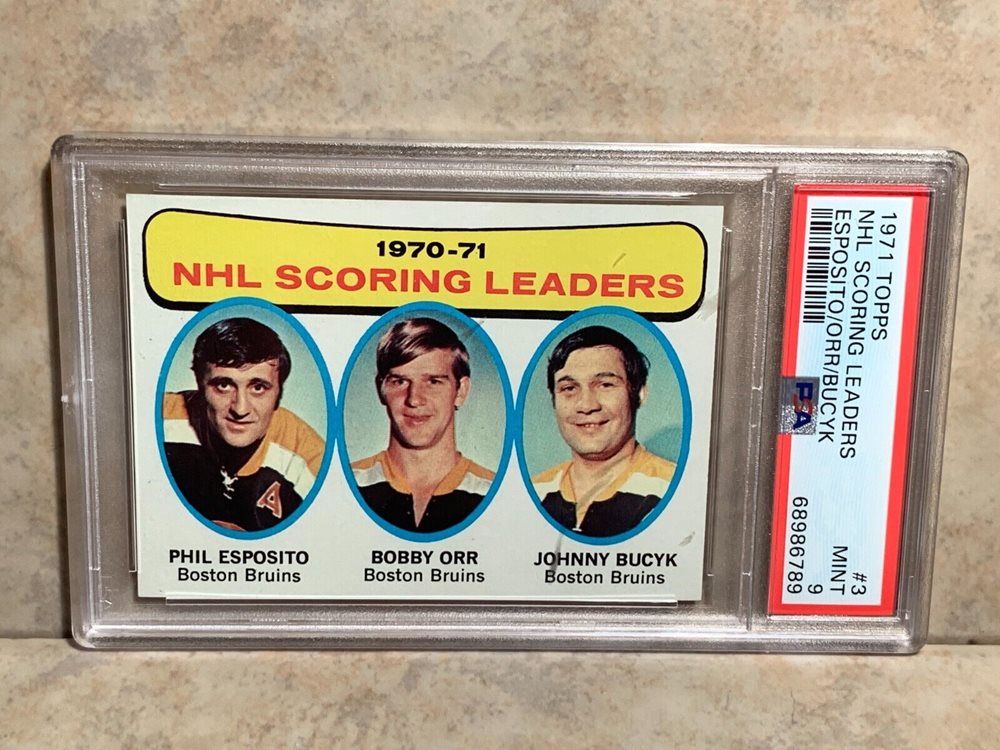 1970-71
NHL SCORING LEADERS
A
PHIL ESPOSITO
Boston Bruins
BOBBY ORR
Boston Bruins
JOHNNY BUCYK
Boston Bruins
1971 TOPPS
NHL SCORING LEADERS
ESPOSITO/ORR/BUCYK
PSA
#3
MINT
9
68986789